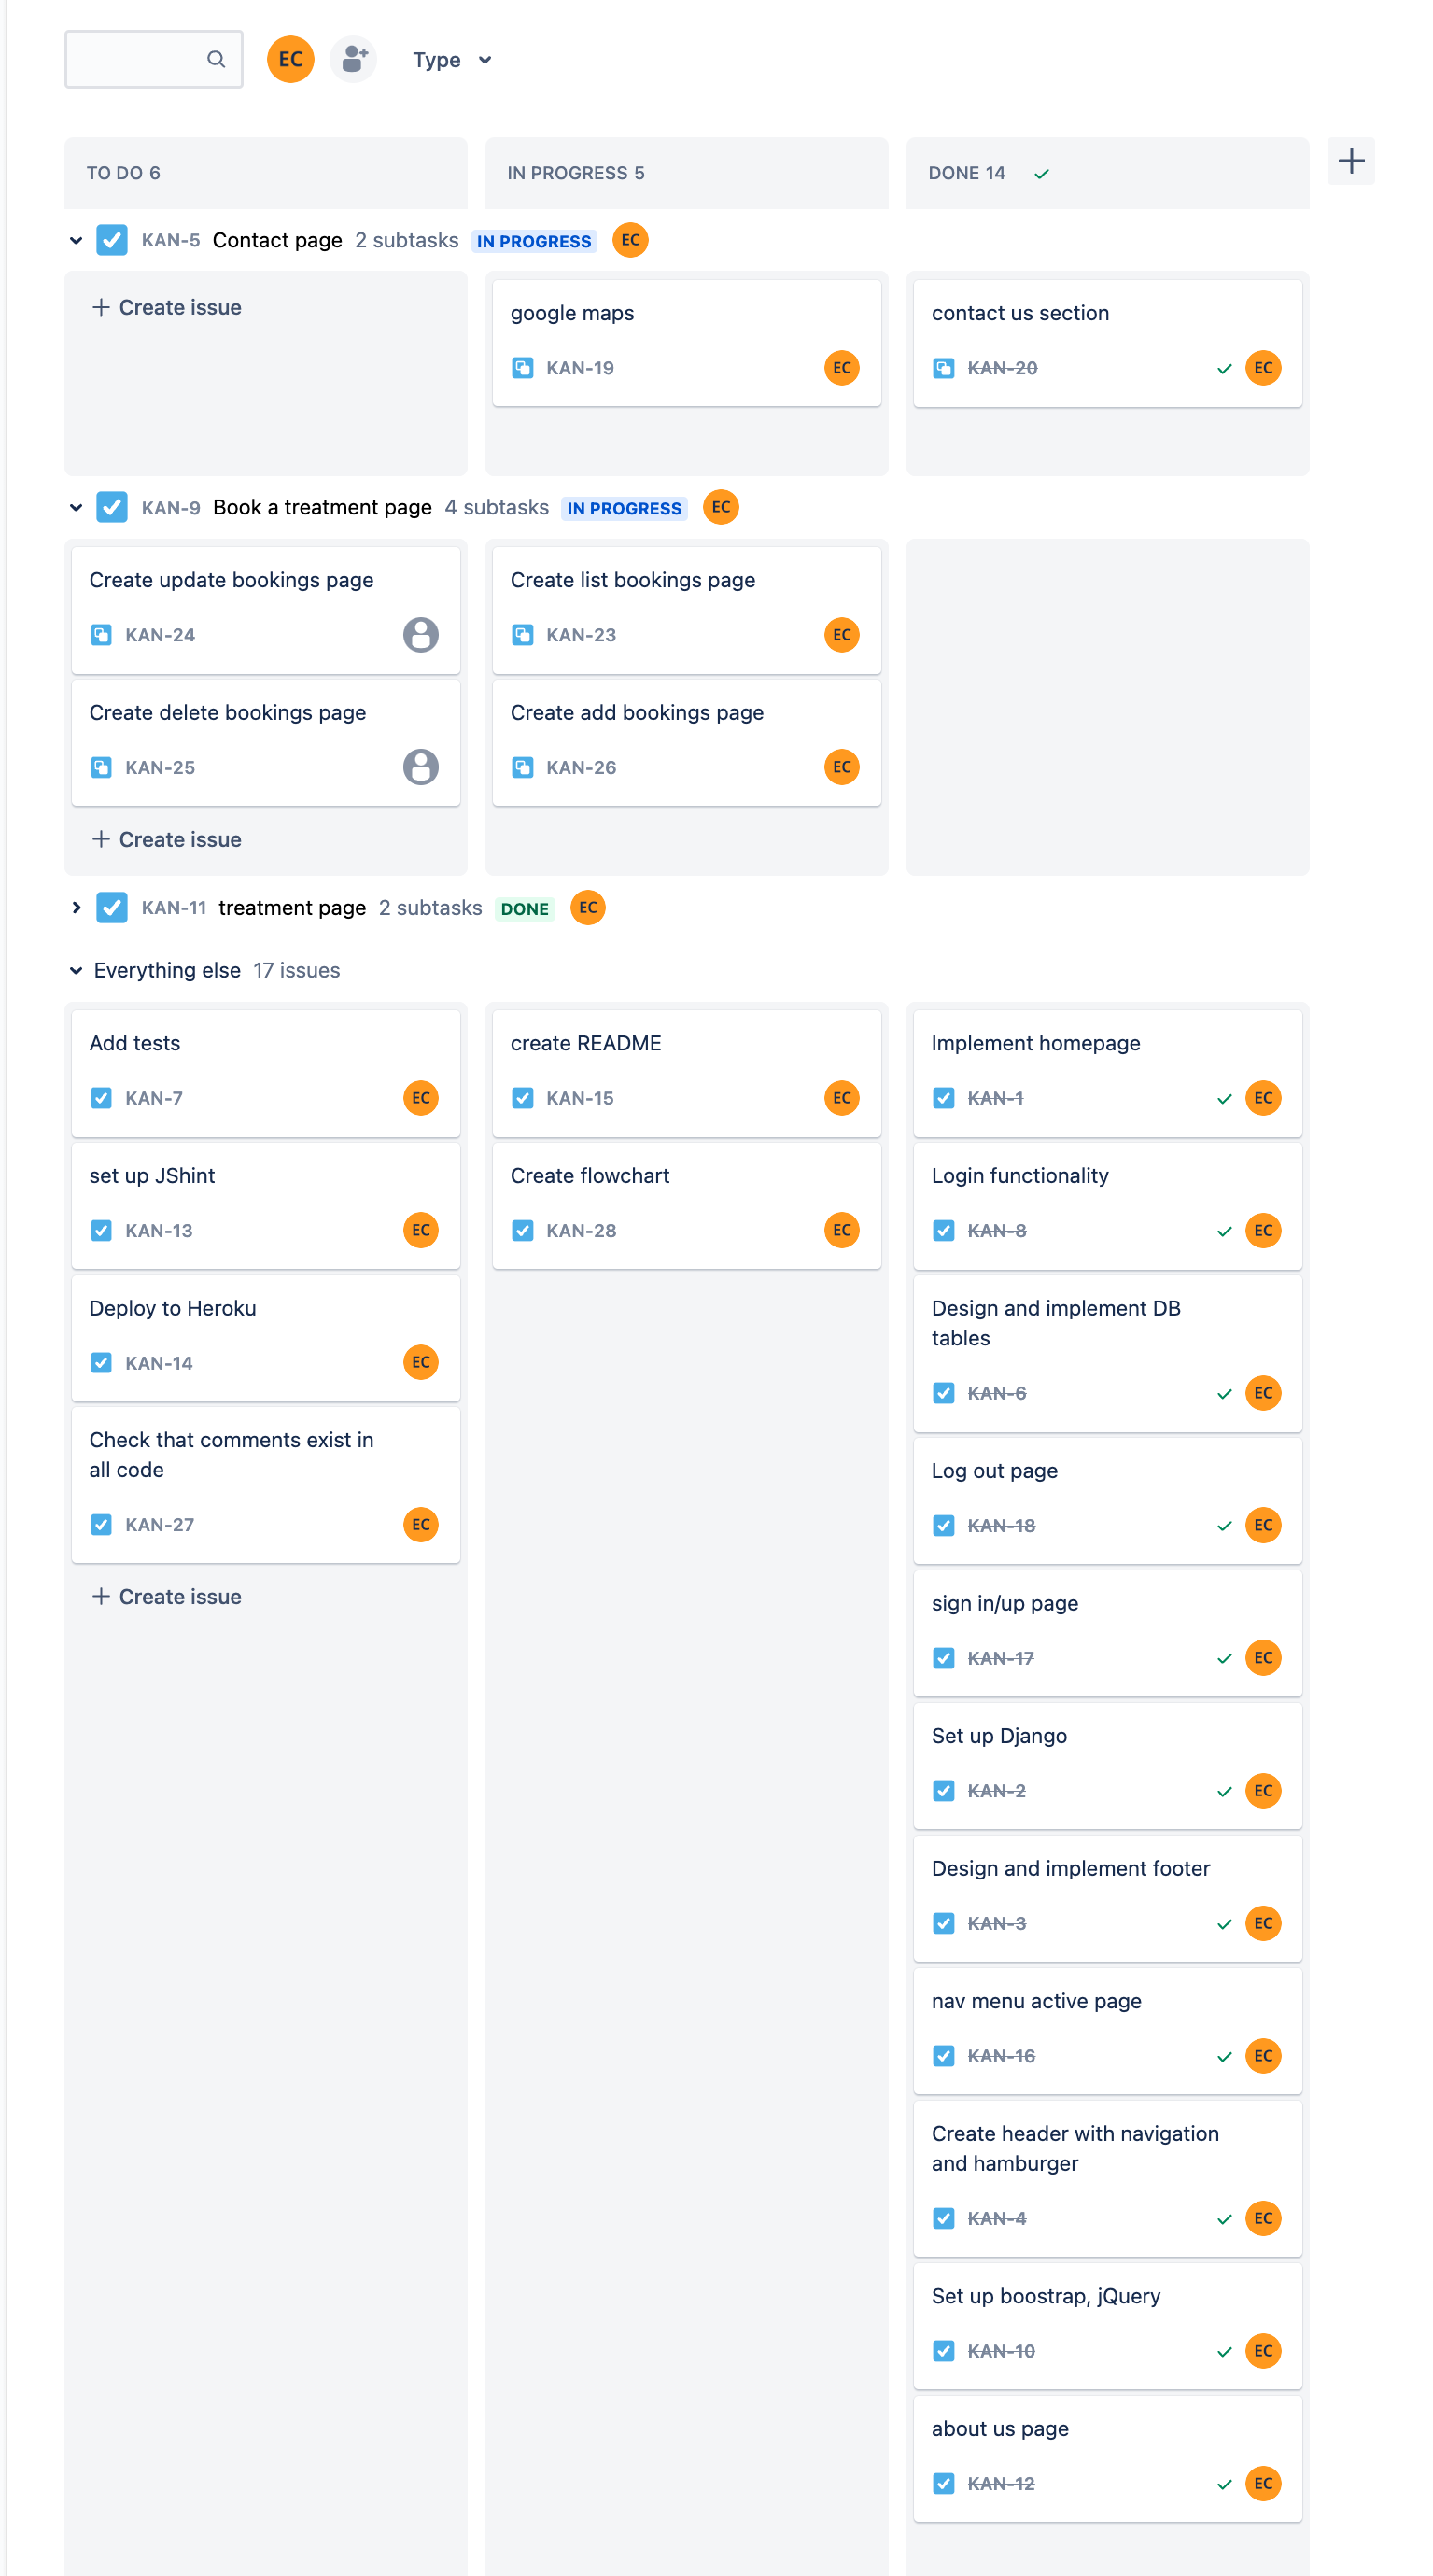 EC
Type
TO DO 6
IN PROGRESS 5
DONE 14
KAN-5 Contact page 2 subtasks IN PROGRESS EC
Create issue
google maps
KAN-19 EC
contact us section
KAN-20 EC
KAN-9 Book a treatment page 4 subtasks IN PROGRESS EC
Create update bookings page
KAN-24
Create delete bookings page
KAN-25
Create issue
Create list bookings page
KAN-23 EC
Create add bookings page
KAN-26 EC
KAN-11 treatment page 2 subtasks DONE EC
Everything else 17 issues
Add tests
KAN-7 EC
set up JShint
KAN-13 EC
Deploy to Heroku
KAN-14 EC
Check that comments exist in
all code
KAN-27 EC
Create issue
create README
KAN-15 EC
Create flowchart
KAN-28 EC
Implement homepage
KAN-1 EC
Login functionality
KAN-8 EC
Design and implement DB
tables
KAN-6 EC
Log out page
KAN-18 EC
sign in/up page
KAN-17 EC
Set up Django
KAN-2 EC
Design and implement footer
KAN-3 EC
nav menu active page
KAN-16 EC
Create header with navigation
and hamburger
KAN-4 EC
Set up boostrap, jQuery
KAN-10 EC
about us page
KAN-12 EC